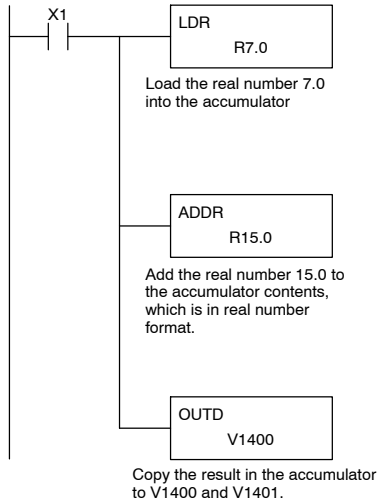 X1
LDR
R7.0
Load the real number 7.0
into the accumulator
ADDR
R15.0
Add the real number 15.0 to
the accumulator contents,
which is in real number
format.
OUTD
V1400
Copy the result in the accumulator
to V1400 and V1401.